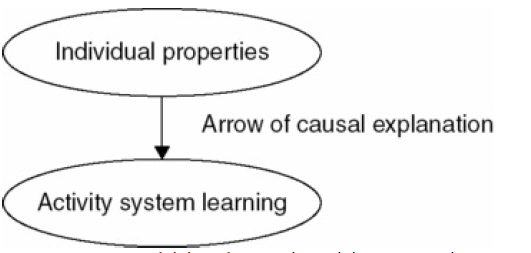 Individual properties
Arrow of causal explanation
Activity system learning